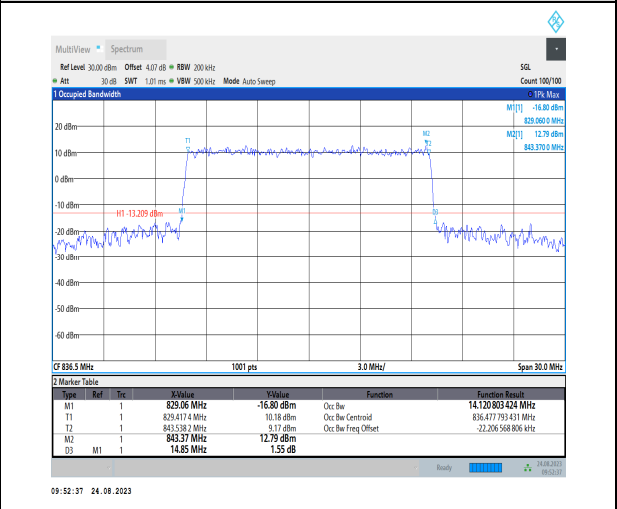 MultiView Spectrum
Ref Level 30.00 dBm Offset 4.07 dB RBW 200 kHz SGL
Att 30 dB SWT 1.01 ms VBW 500 kHz Mode Auto Sweep Count 100/100
1 Occupied Bandwidth 1Pk Max
M1[1] -16.80 dBm
829.060 0 MHz
M2[1] 12.79 dBm
843.370 0 MHz
20 dBm
M2
T1
T2
10 dBm
0 dBm
-10 dBm
H1 -13.209 dBm
M1
D3
-20 dBm
-30 dBm
-40 dBm
-50 dBm
-60 dBm
CF 836.5 MHz 1001 pts 3.0 MHz/ Span 30.0 MHz
2 Marker Table
Type Ref Trc X-Value Y-Value Function Function Result
M1 1 829.06 MHz -16.80 dBm Occ Bw 14.120 803 424 MHz
T1 1 829.417 4 MHz 10.18 dBm Occ Bw Centroid 836.477 793 431 MHz
T2 1 843.538 2 MHz 9.17 dBm Occ Bw Freq Offset -22.206 568 806 kHz
M2 1 843.37 MHz 12.79 dBm
D3 M1 1 14.85 MHz 1.55 dB
Ready 24.08.2023
09:52:37
09:52:37 24.08.2023